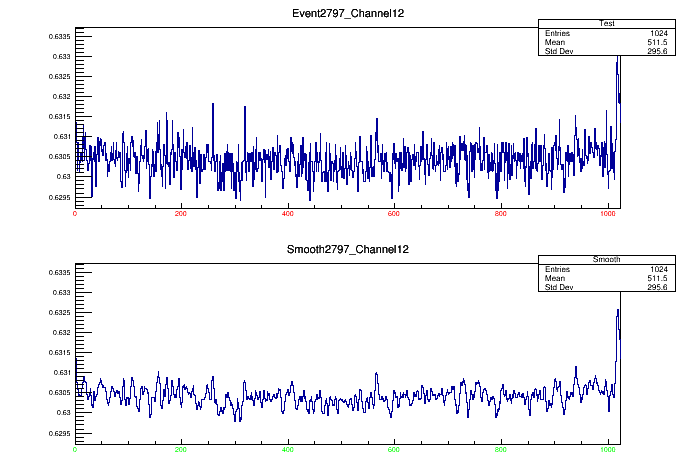 Event2797_Channel12
Test
Entries 1024
Mean 511.5
Std Dev 295.6
0.6335
0.633
0.6325
0.632
0.6315
0.631
0.6305
0.63
0.6295
0 200 400 600 800 1000
Smooth2797_Channel12
Smooth
Entries 1024
Mean 511.5
Std Dev 295.6
0.6335
0.633
0.6325
0.632
0.6315
0.631
0.6305
0.63
0.6295
0 200 400 600 800 1000